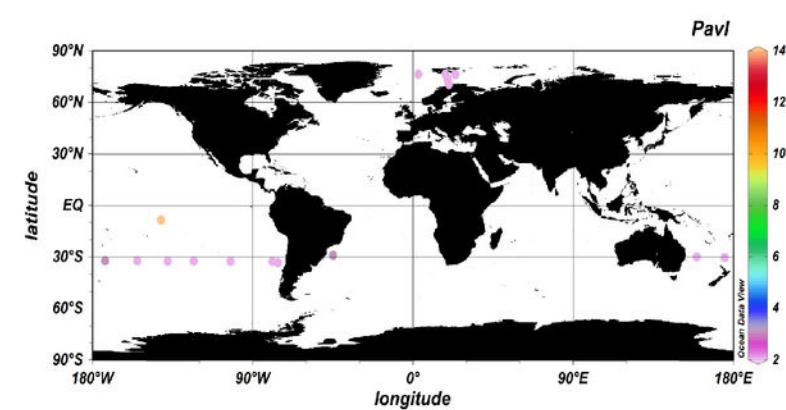 Pavl
90°N
60°N
30°N
EQ
30°S
60°S
90°S
latitude
180°W
90°W
0°
90°E
180°E
longitude
Ocean Data View
14
12
10
8
6
4
2